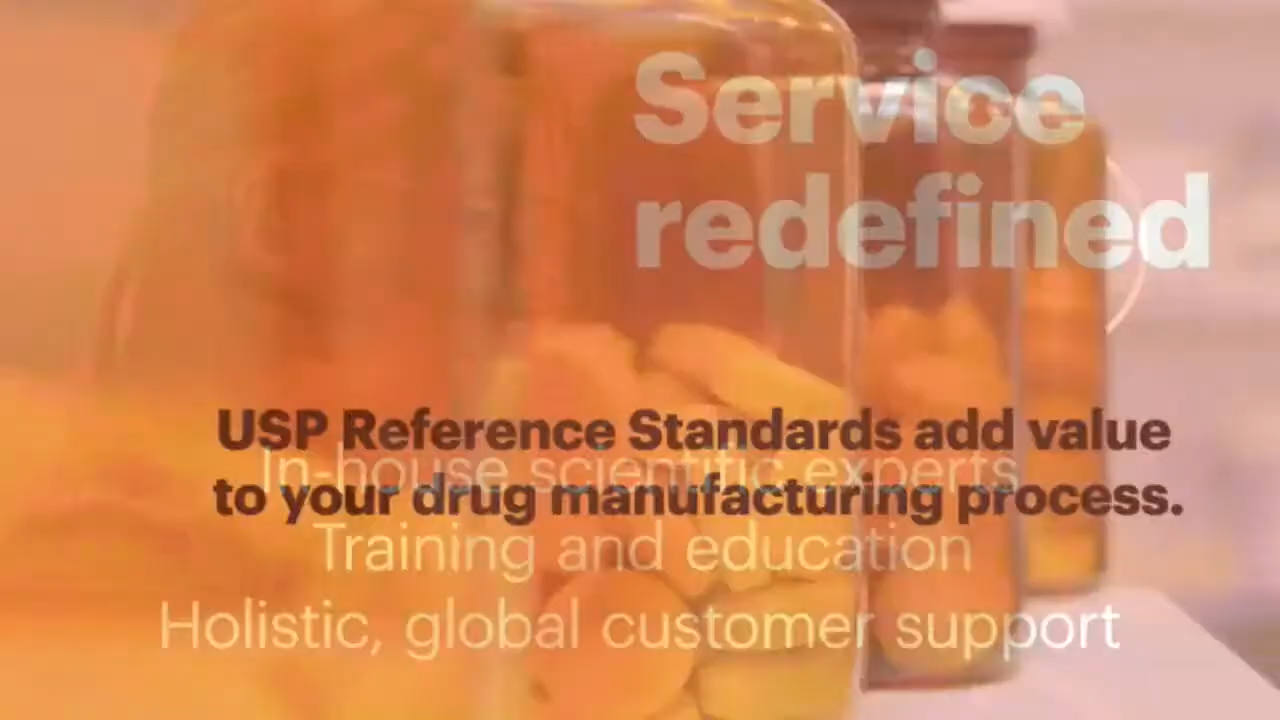 Service
redefined
USP Reference Standards add value
to your drug manufacturing process.
In-house scientific experts
Training and education
Holistic, global customer support